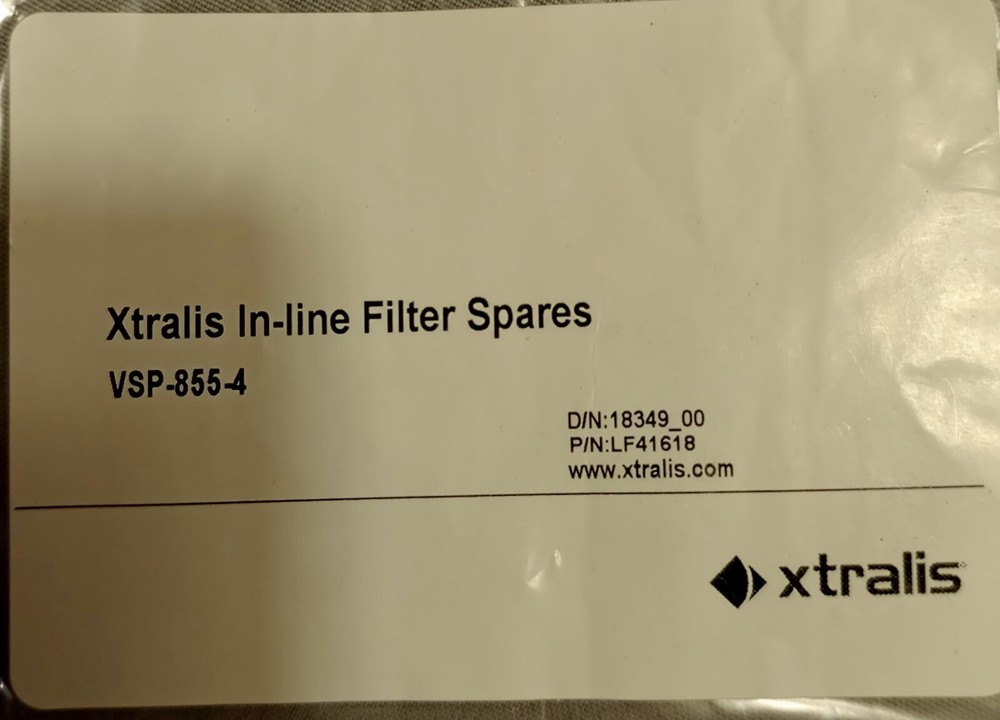 Xtralis In-line Filter Spares
VSP-855-4
D/N:18349_00
P/N:LF41618
www.xtralis.com
xtralis